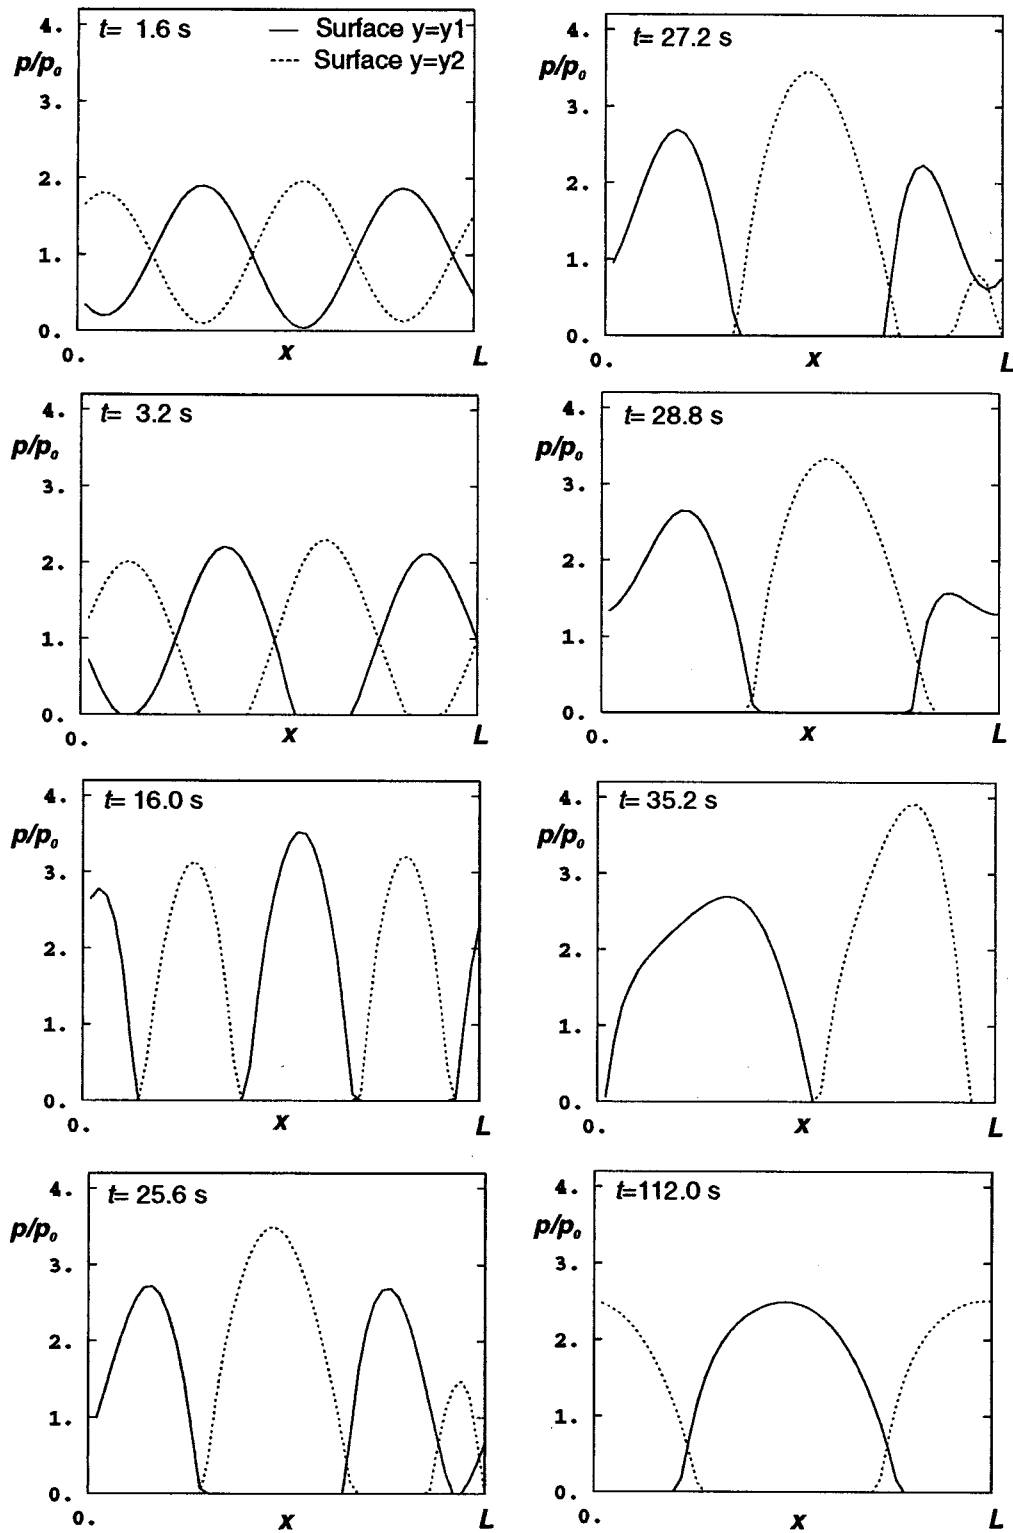 t= 1.6 s
Surface y=y1
Surface y=y2
4.
p/p₀
3.
2.
1.
0.
0.
x
L
t= 3.2 s
4.
p/p₀
3.
2.
1.
0.
0.
x
L
t= 16.0 s
4.
p/p₀
3.
2.
1.
0.
0.
x
L
t= 25.6 s
4.
p/p₀
3.
2.
1.
0.
0.
x
L
t= 27.2 s
4.
p/p₀
3.
2.
1.
0.
0.
x
L
t= 28.8 s
4.
p/p₀
3.
2.
1.
0.
0.
x
L
t= 35.2 s
4.
p/p₀
3.
2.
1.
0.
0.
x
L
t=112.0 s
4.
p/p₀
3.
2.
1.
0.
0.
x
L